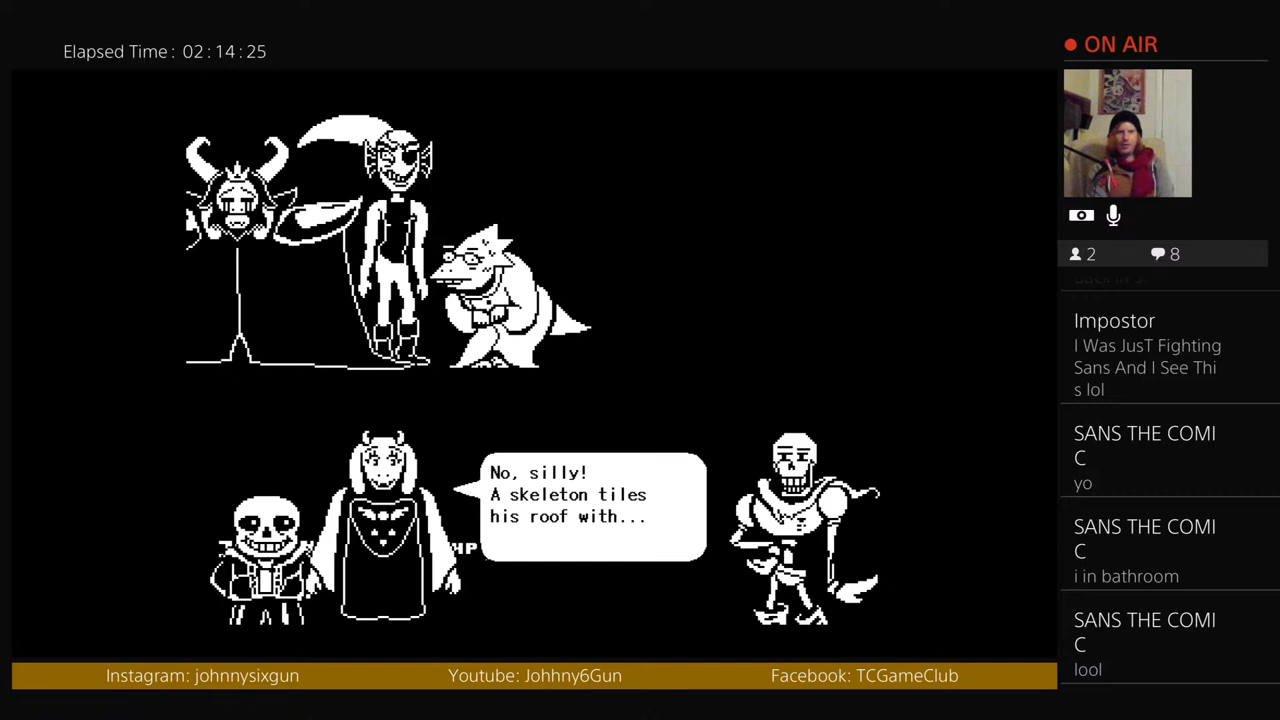 Elapsed Time: 02:14:25
ON AIR
2
8
Impostor
I Was JusT Fighting
Sans And I See Thi
s lol
SANS THE COMI
C
yo
SANS THE COMI
C
i in bathroom
SANS THE COMI
C
lool
No, silly!
A skeleton tiles
his roof with...
HP
Instagram: johnnysixgun
Youtube: Johhny6Gun
Facebook: TCGameClub